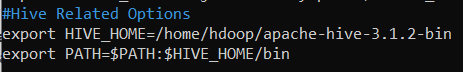 #Hive Related Options
export HIVE_HOME=/home/hdoop/apache-hive-3.1.2-bin
export PATH=$PATH:$HIVE_HOME/bin